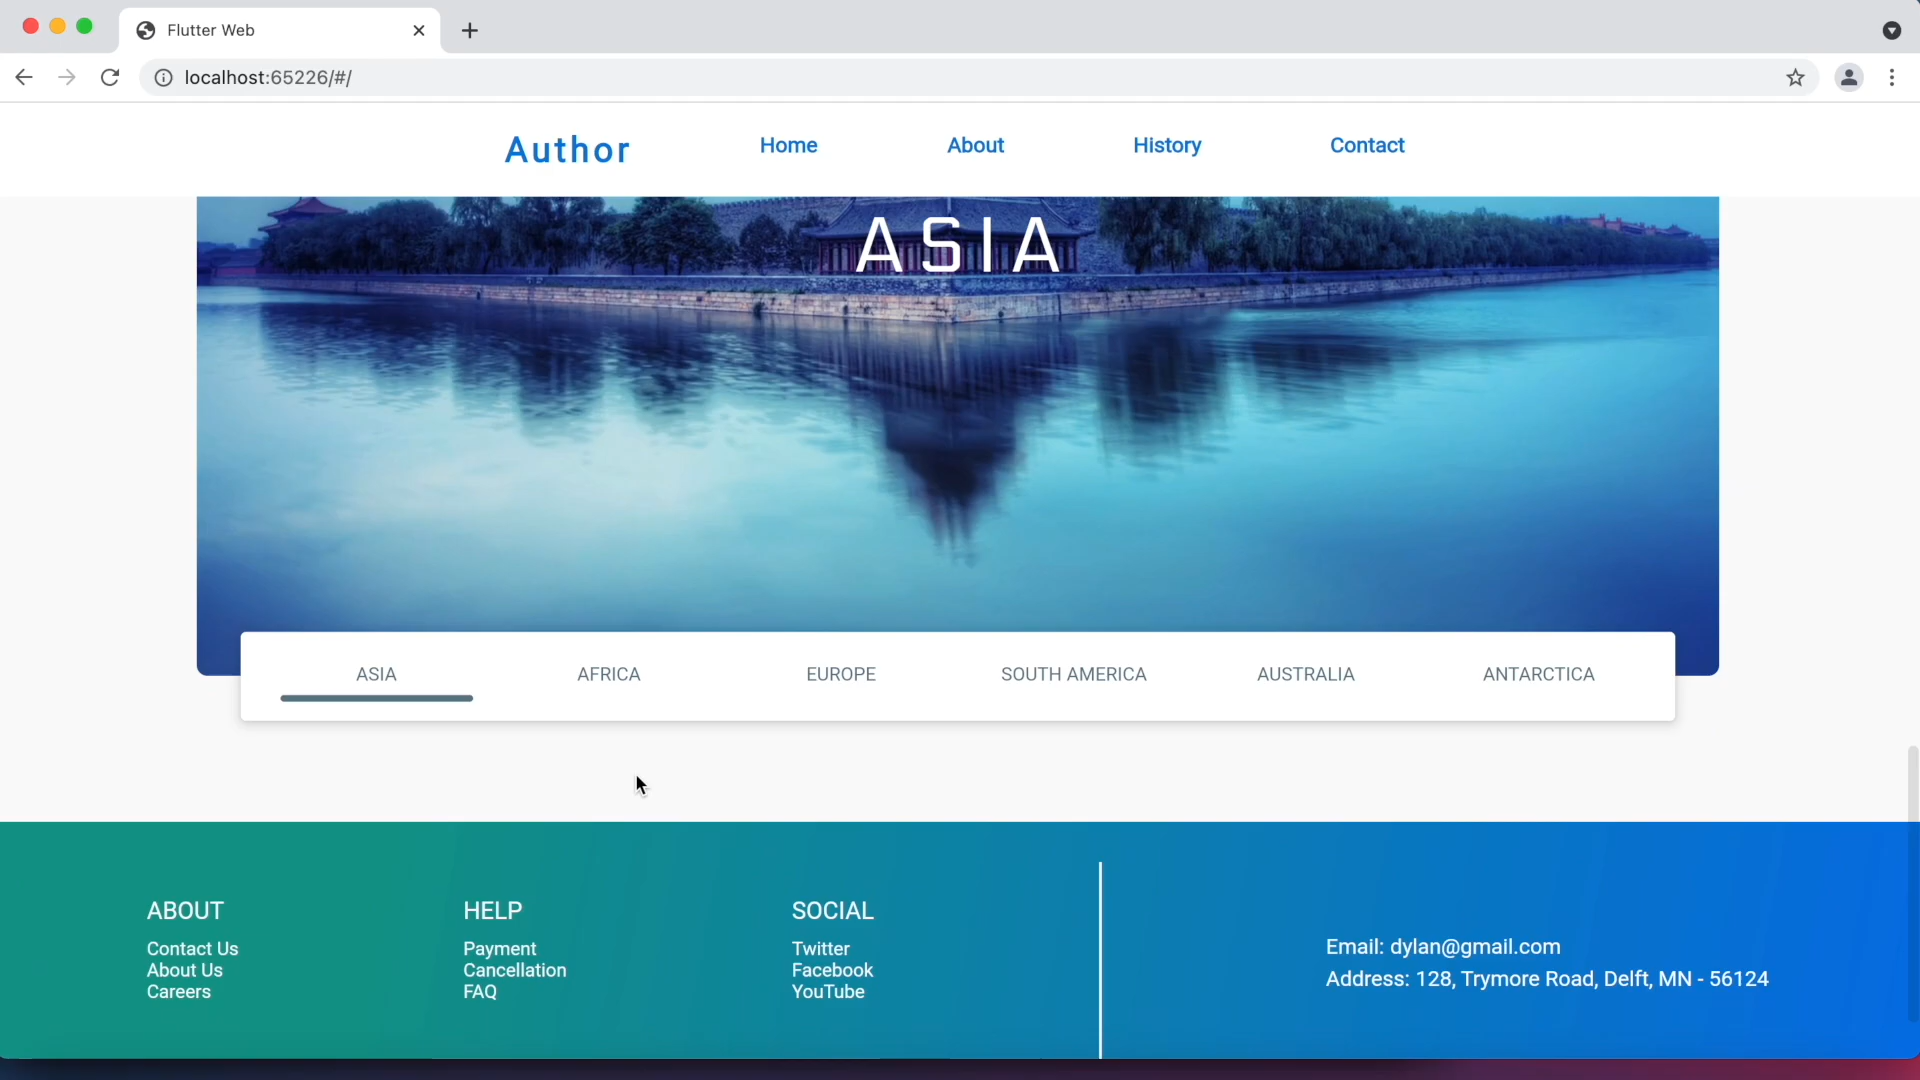 Flutter Web
localhost:65226/#/
Author Home About History Contact
ASIA
ASIA AFRICA EUROPE SOUTH AMERICA AUSTRALIA ANTARCTICA
ABOUT
Contact Us
About Us
Careers
HELP
Payment
Cancellation
FAQ
SOCIAL
Twitter
Facebook
YouTube
Email: dylan@gmail.com
Address: 128, Trymore Road, Delft, MN - 56124